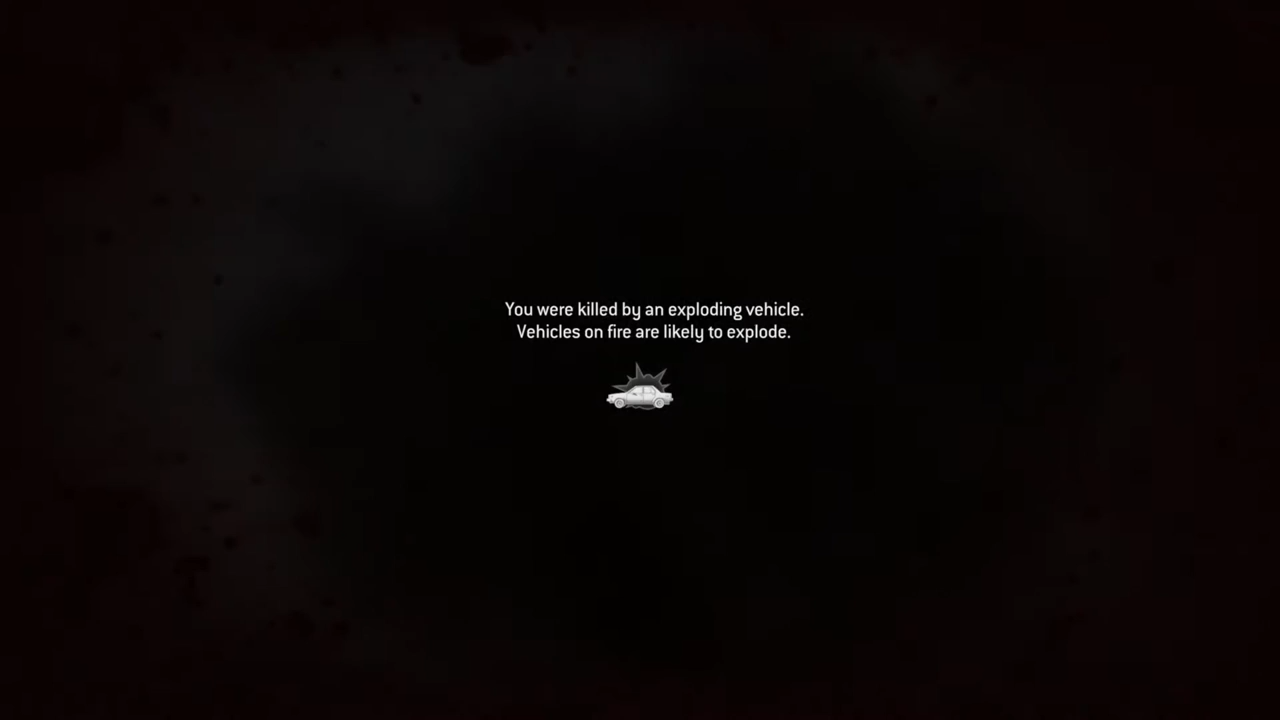 You were killed by an exploding vehicle.
Vehicles on fire are likely to explode.